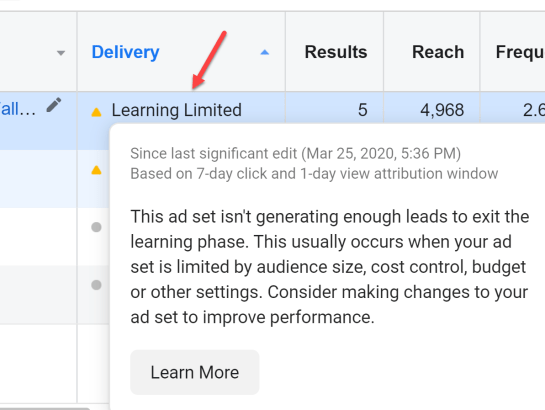 Delivery Results Reach Frequ
all... Learning Limited 5 4,968 2.6
Since last significant edit (Mar 25, 2020, 5:36 PM)
Based on 7-day click and 1-day view attribution window
This ad set isn't generating enough leads to exit the
learning phase. This usually occurs when your ad
set is limited by audience size, cost control, budget
or other settings. Consider making changes to your
ad set to improve performance.
Learn More